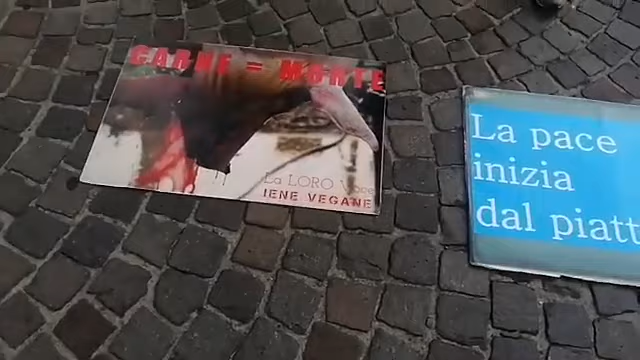 CARNE = MORTE
La LORO Voce
IENE VEGANE
La pace
inizia
dal piatt